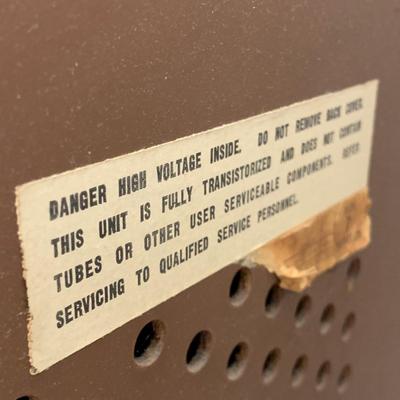 DANGER HIGH VOLTAGE INSIDE. DO NOT REMOVE BACK COVER.
THIS UNIT IS FULLY TRANSISTORIZED AND DOES NOT CONTAIN
TUBES OR OTHER USER SERVICEABLE COMPONENTS. REFER
SERVICING TO QUALIFIED SERVICE PERSONNEL.